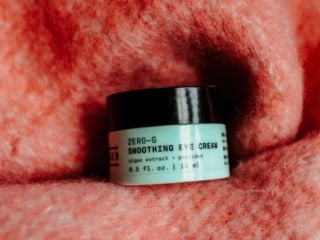 ZERO-G
SMOOTHING EYE CREAM
algae extract + peptides
0.5 fl. oz. | 15 ml